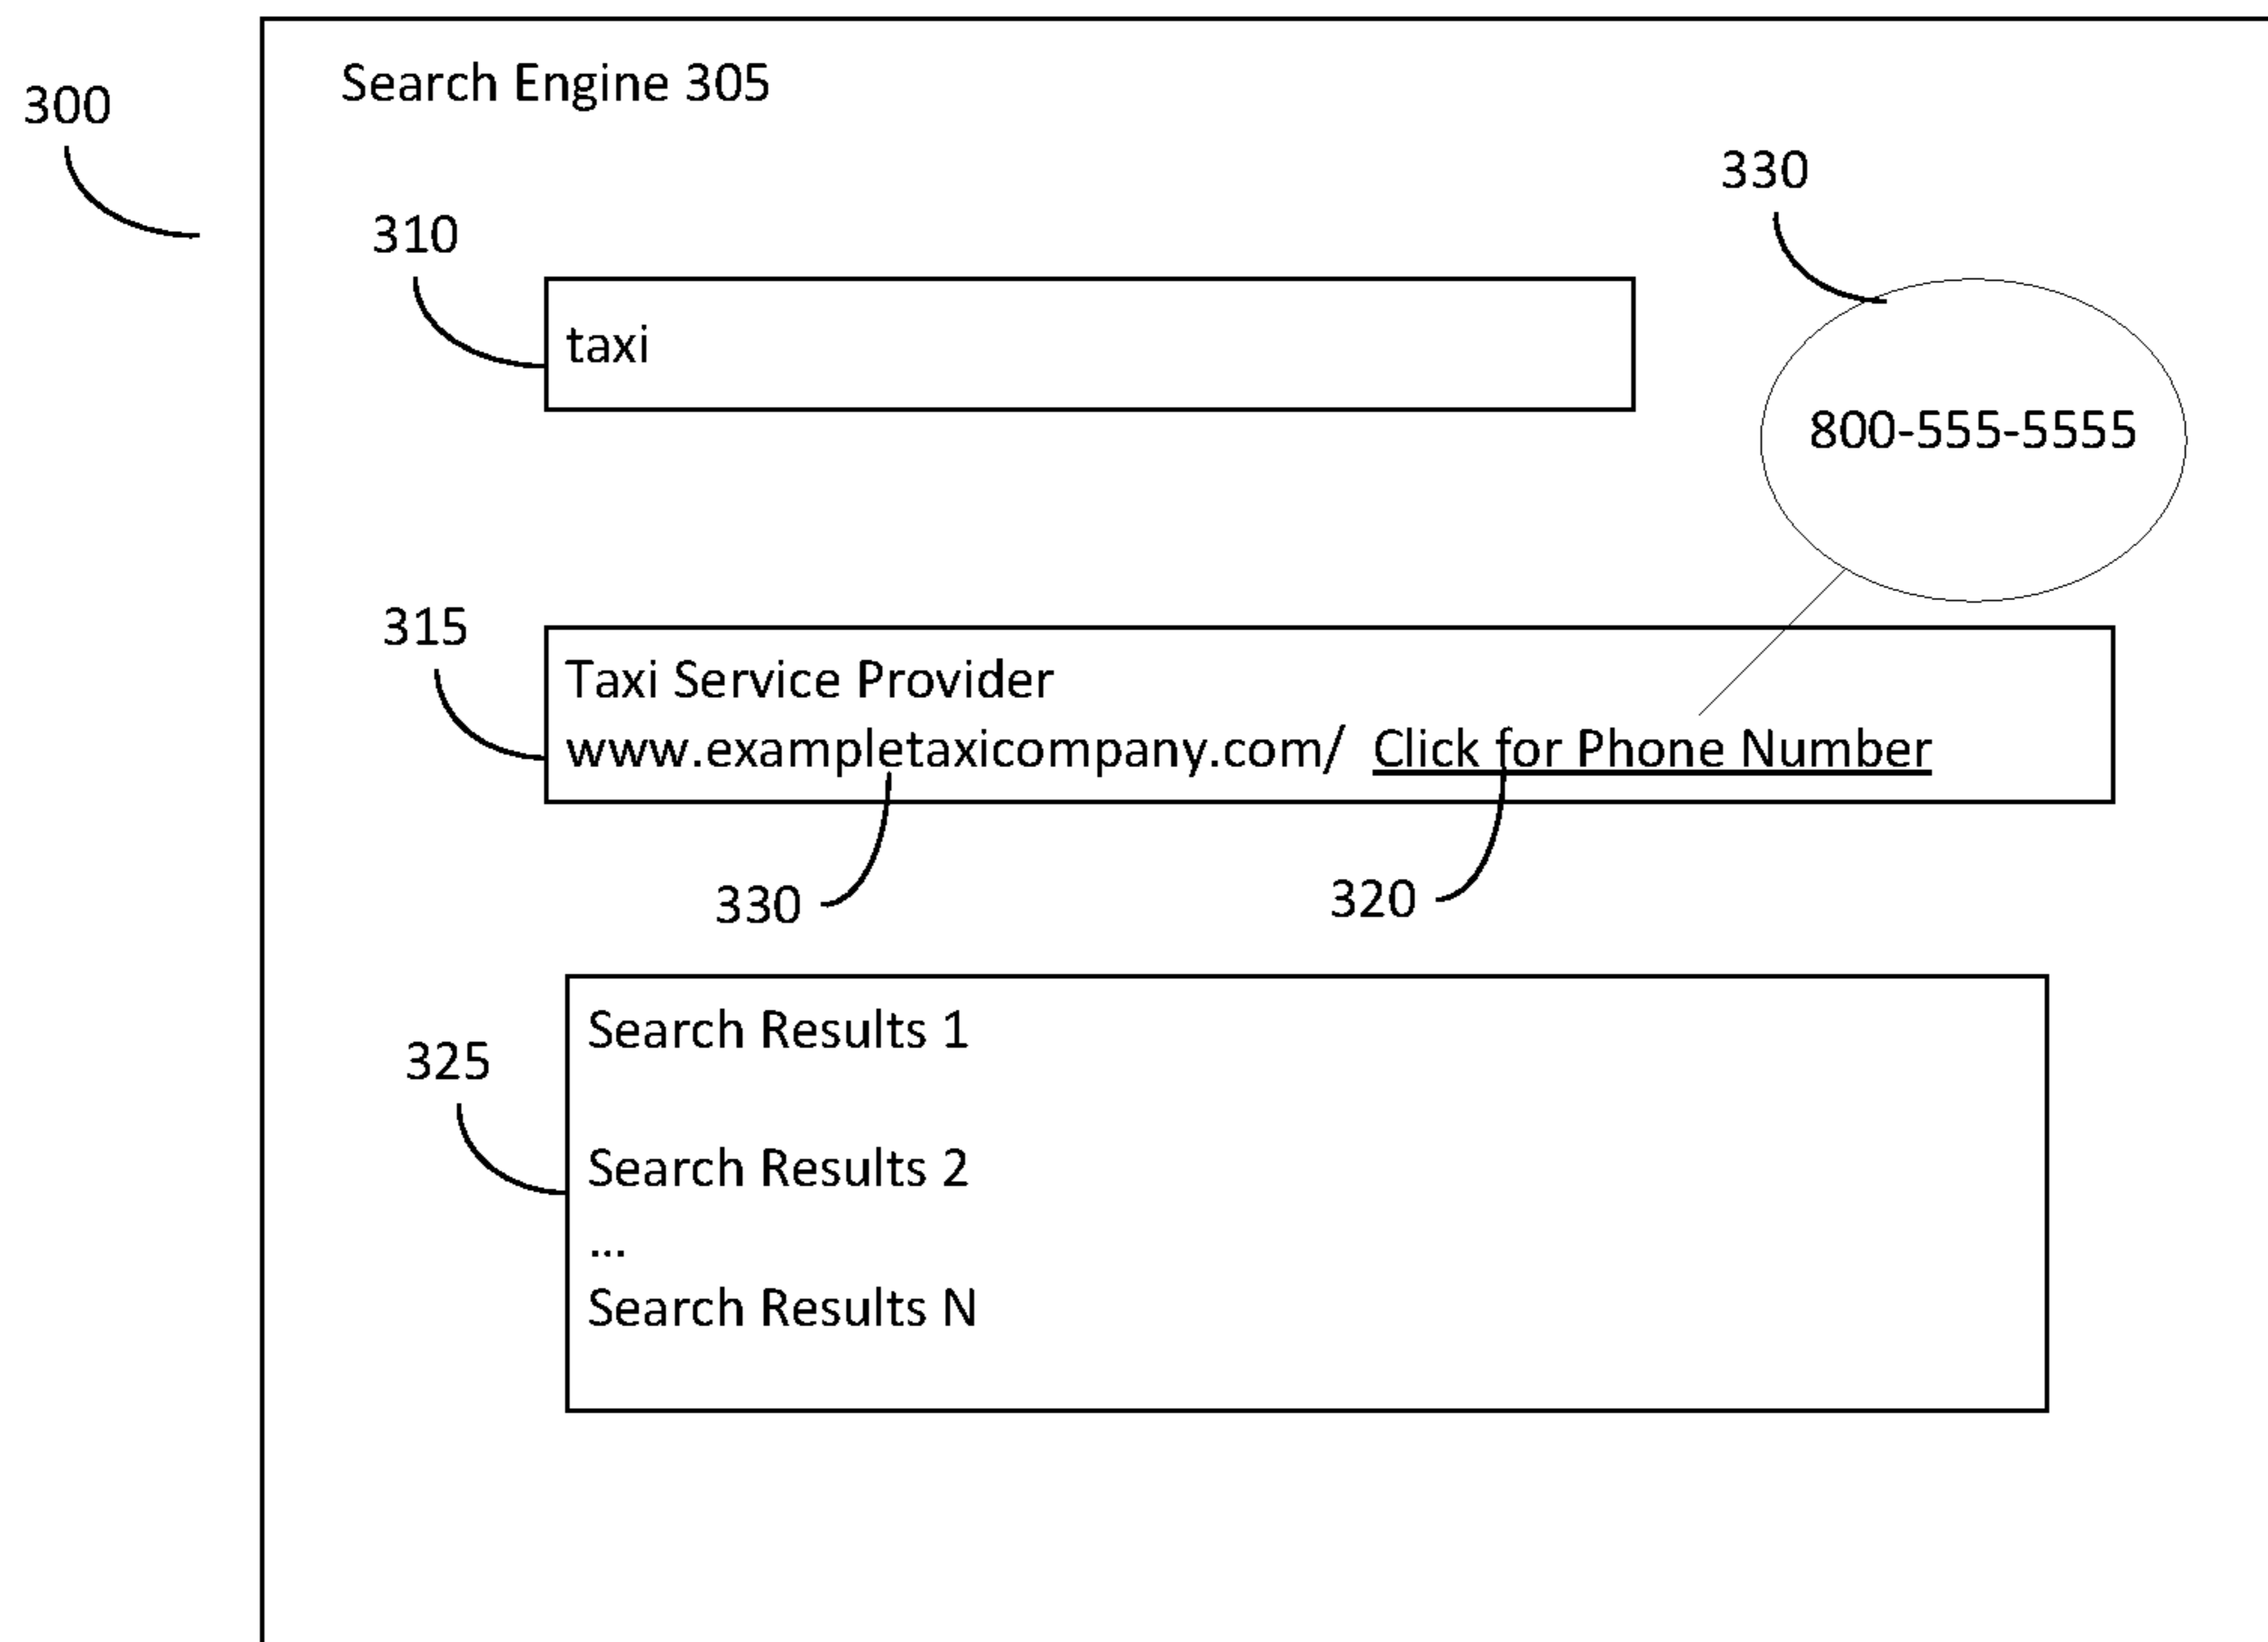 Search Engine 305
300
330
310
taxi
800-555-5555
315
Taxi Service Provider
www.exampletaxicompany.com/ Click for Phone Number
330
320
Search Results 1
325
Search Results 2
...
Search Results N